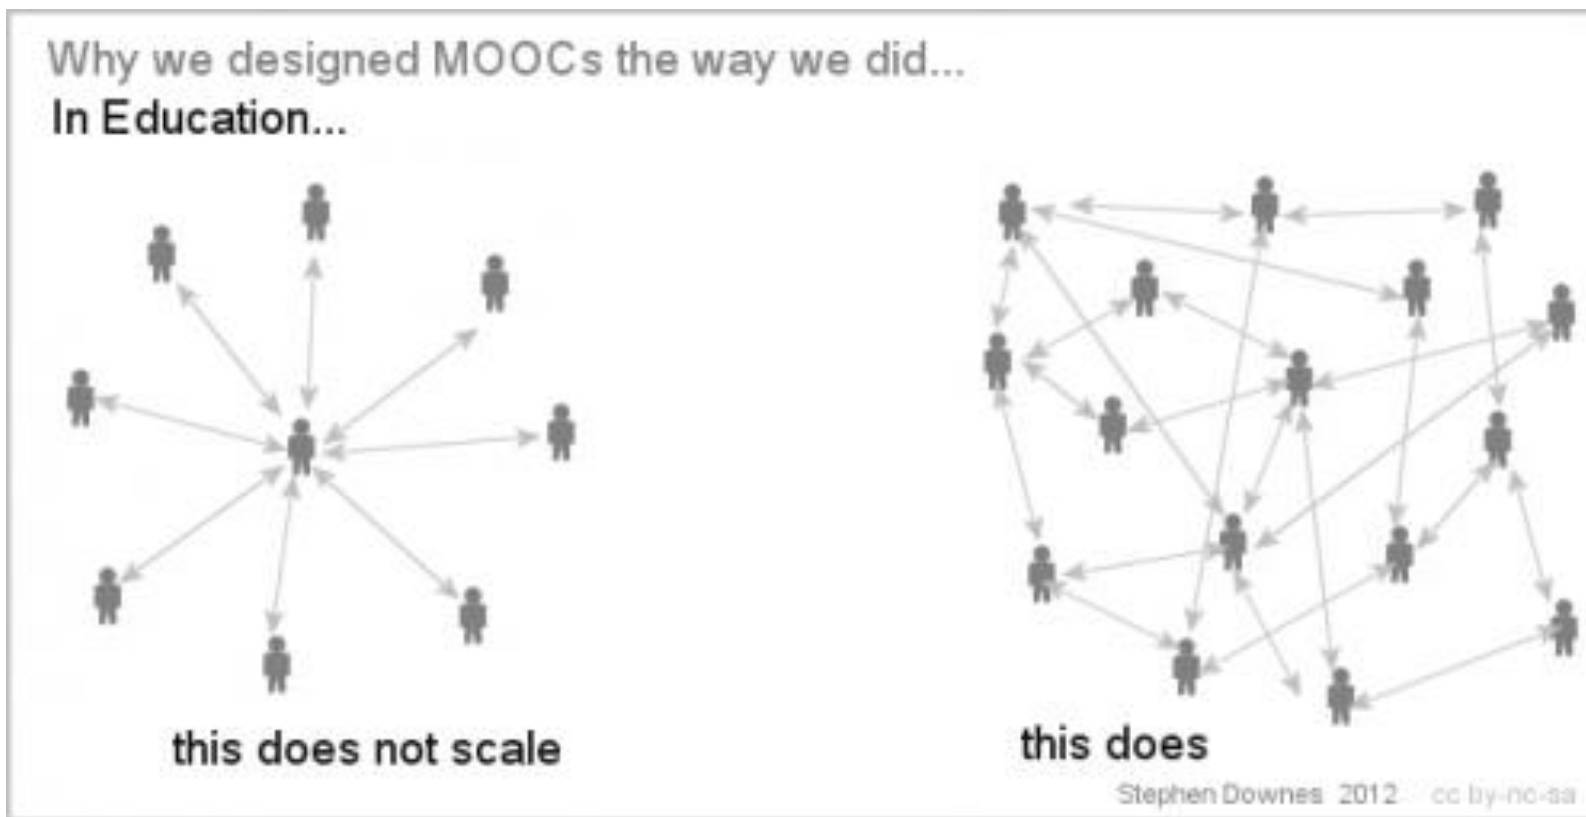 Why we designed MOOCs the way we did...
In Education...
this does not scale
this does
Stephen Downes 2012 cc by-nc-sa